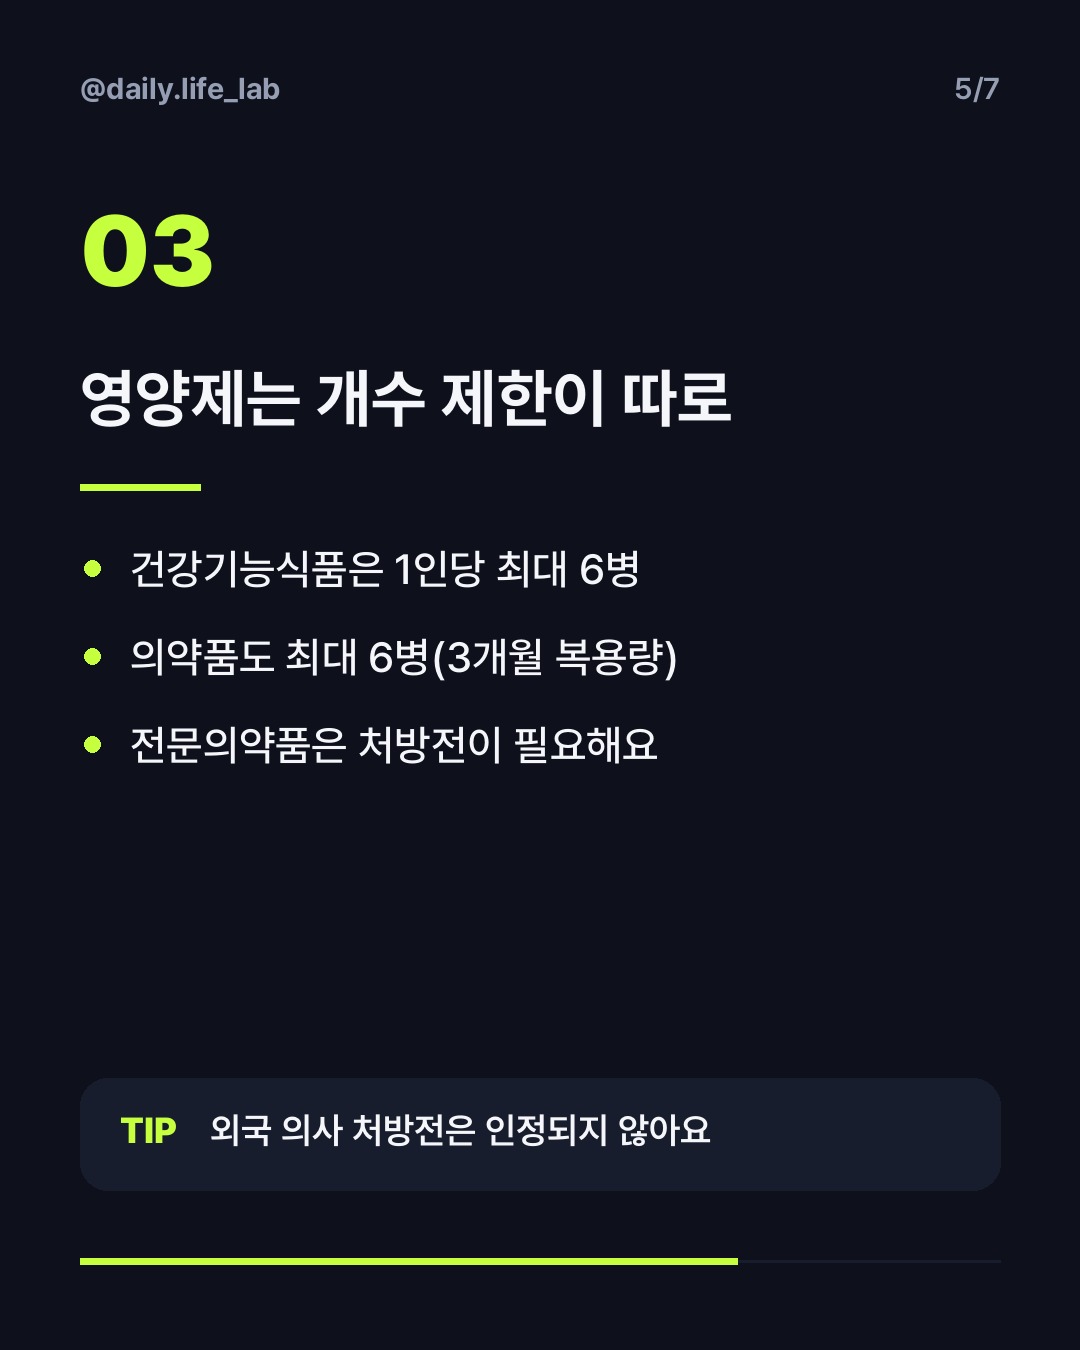 @daily.life_lab
5/7
03
영양제는 개수 제한이 따로
건강기능식품은 1인당 최대 6병
의약품도 최대 6병(3개월 복용량)
전문의약품은 처방전이 필요해요
TIP 외국 의사 처방전은 인정되지 않아요